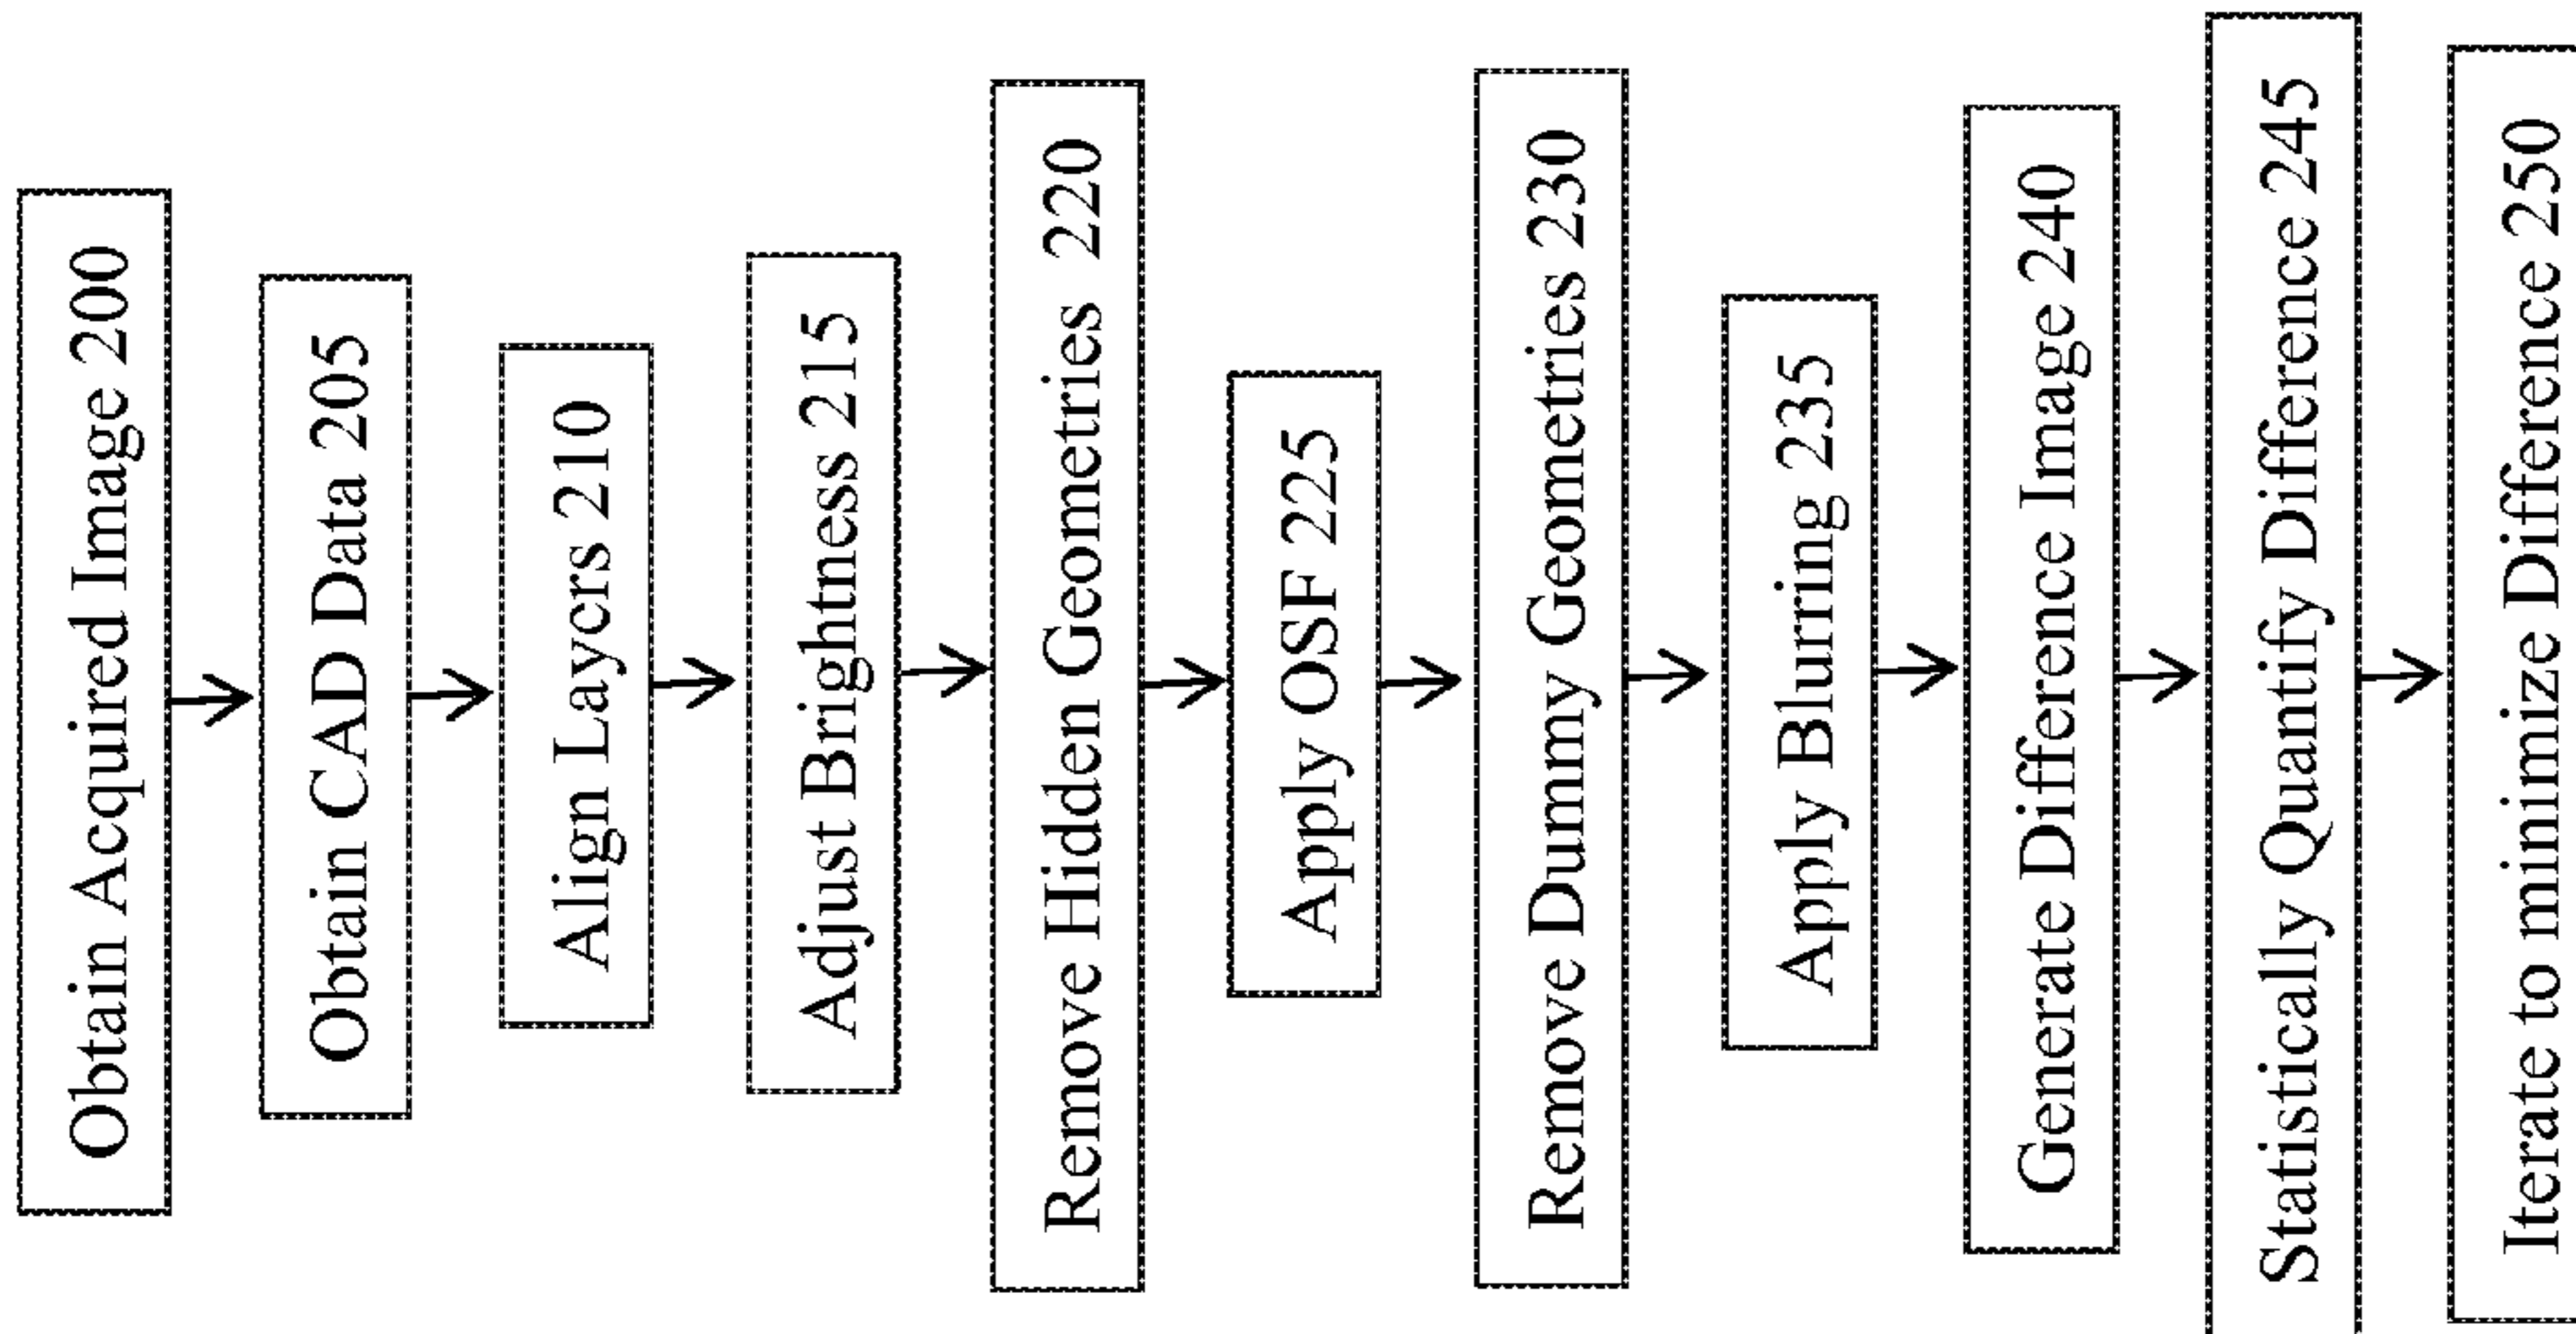 Obtain Acquired Image 200
Obtain CAD Data 205
Align Laycrs 210
Adjust Brightness 215
Remove Hidden Geometries 220
Apply OSF 225
Remove Dummy Geometries 230
Apply Blurring 235
Generate Difference Image 240
Statistically Quantify Difference 245
Iterate to minimize Difference 250